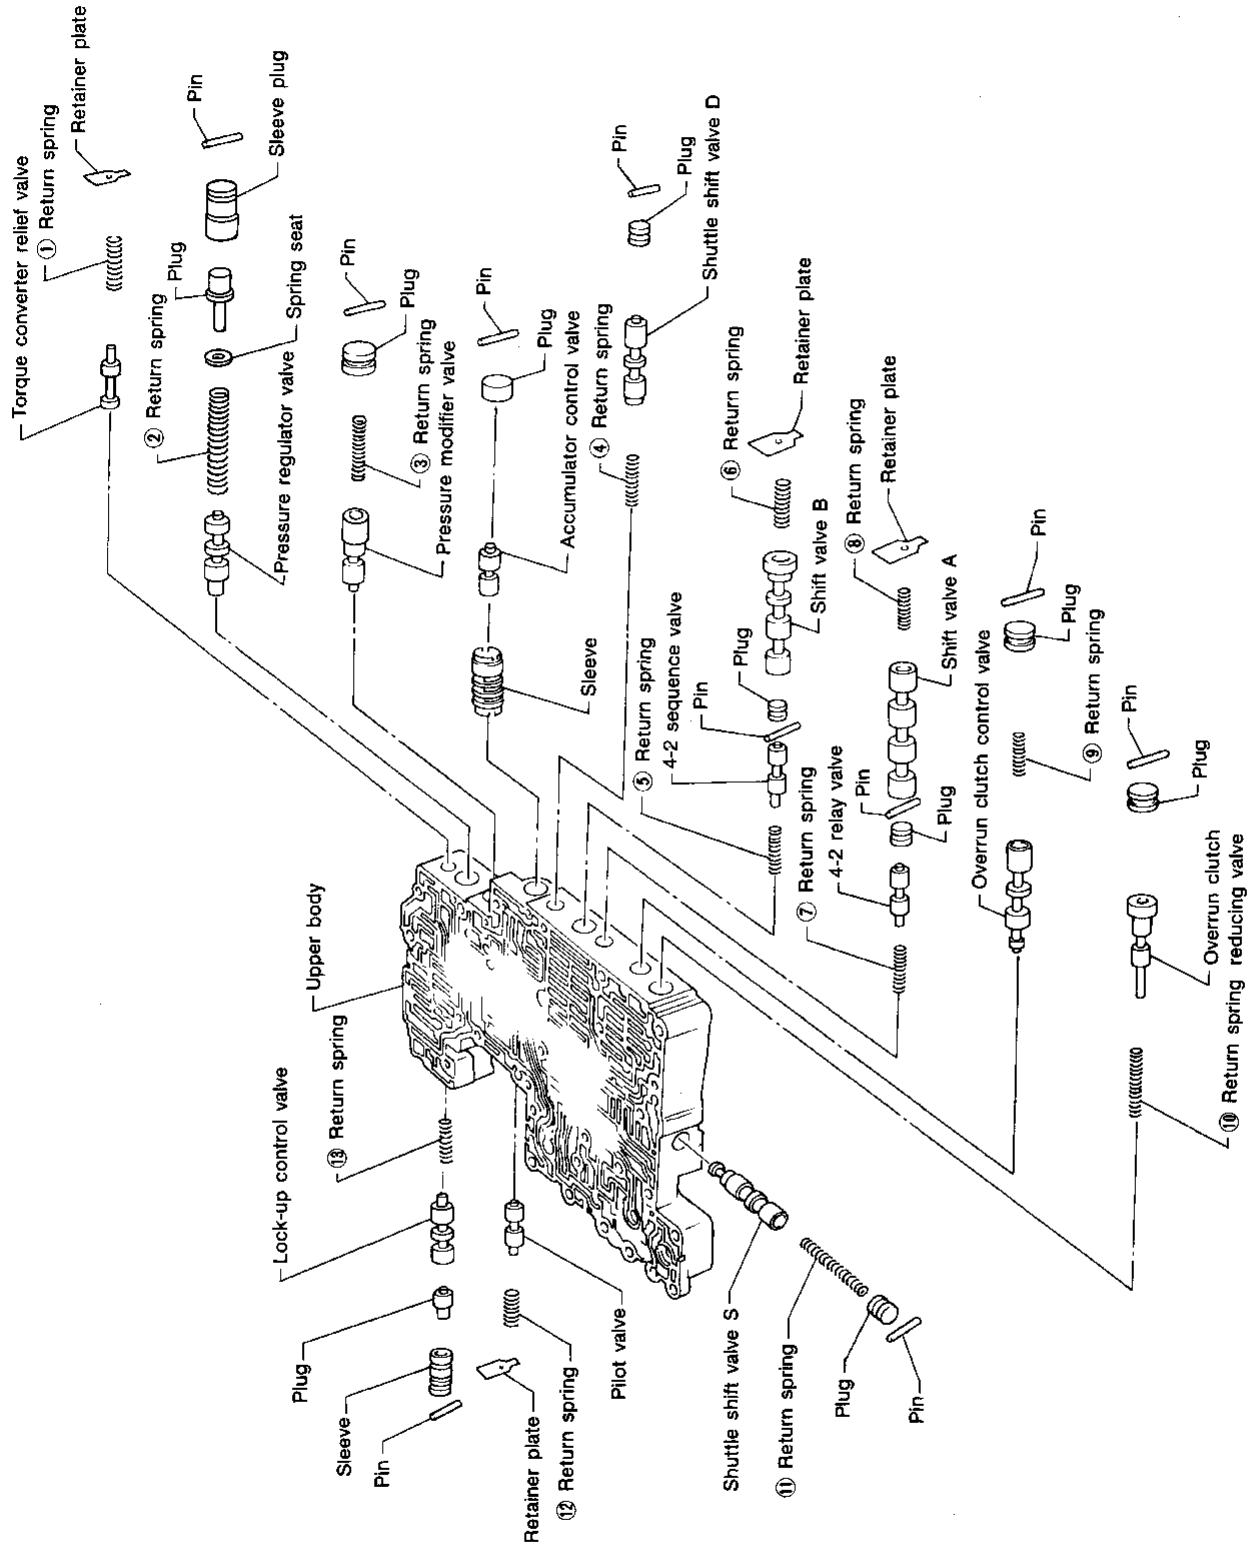 Torque converter relief valve
① Return spring
Retainer plate
② Return spring
Plug
Pin
Sleeve plug
Spring seat
Pressure regulator valve
Pin
Plug
③ Return spring
Pressure modifier valve
Pin
Plug
Accumulator control valve
Sleeve
④ Return spring
Pin
Plug
Shuttle shift valve D
⑤ Return spring
4-2 sequence valve
Pin
Plug
Shift valve B
⑥ Return spring
Retainer plate
⑦ Return spring
4-2 relay valve
Pin
Plug
Shift valve A
⑧ Return spring
Retainer plate
Overrun clutch control valve
⑨ Return spring
Plug
Pin
Pin
Plug
Overrun clutch
reducing valve
⑩ Return spring
Upper body
⑬ Return spring
Lock-up control valve
Plug
Sleeve
Pin
Retainer plate
⑫ Return spring
Pilot valve
Shuttle shift valve S
⑪ Return spring
Plug
Pin